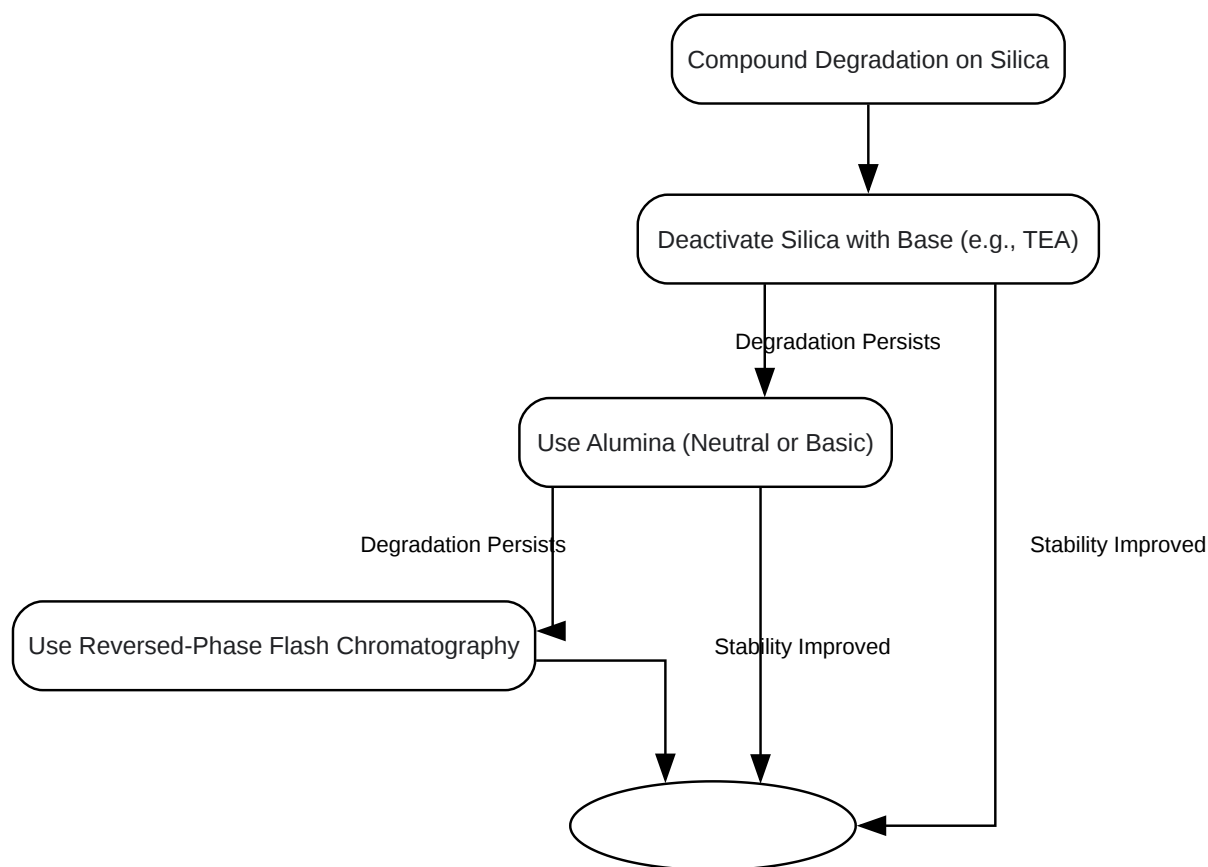 Compound Degradation on Silica
Deactivate Silica with Base (e.g., TEA)
Degradation Persists
Use Alumina (Neutral or Basic)
Degradation Persists
Stability Improved
Use Reversed-Phase Flash Chromatography
Stability Improved